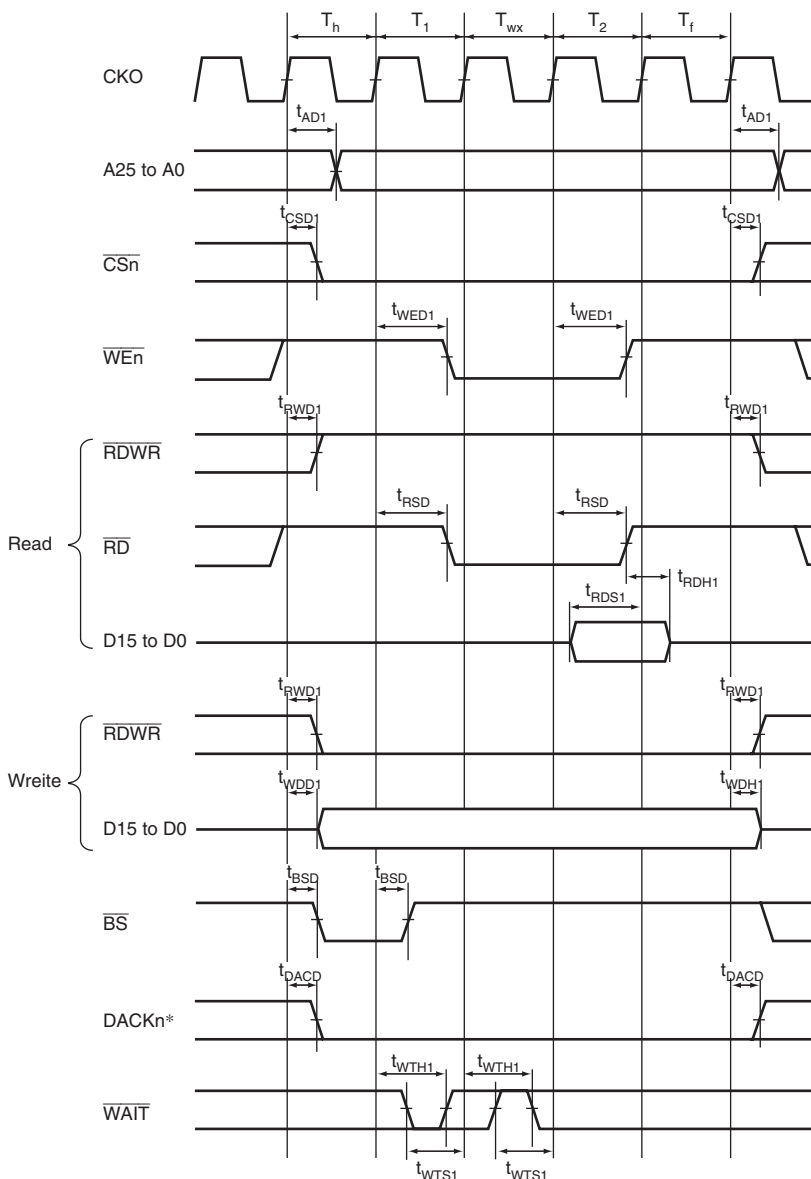 Th T1 Twx T2 Tf
CKO
tAD1 tAD1
A25 to A0
tCSD1 tCSD1
CSn
tWED1 tWED1
WEn
tRWD1 tRWD1
RDWR
tRSD tRSD
Read
RD
tRDH1
tRDS1
D15 to D0
tRWD1 tRWD1
RDWR
Wreite
tWDD1 tWDH1
D15 to D0
tBSD tBSD
BS
tDACD tDACD
DACKn*
tWTH1 tWTH1
WAIT
tWTS1 tWTS1